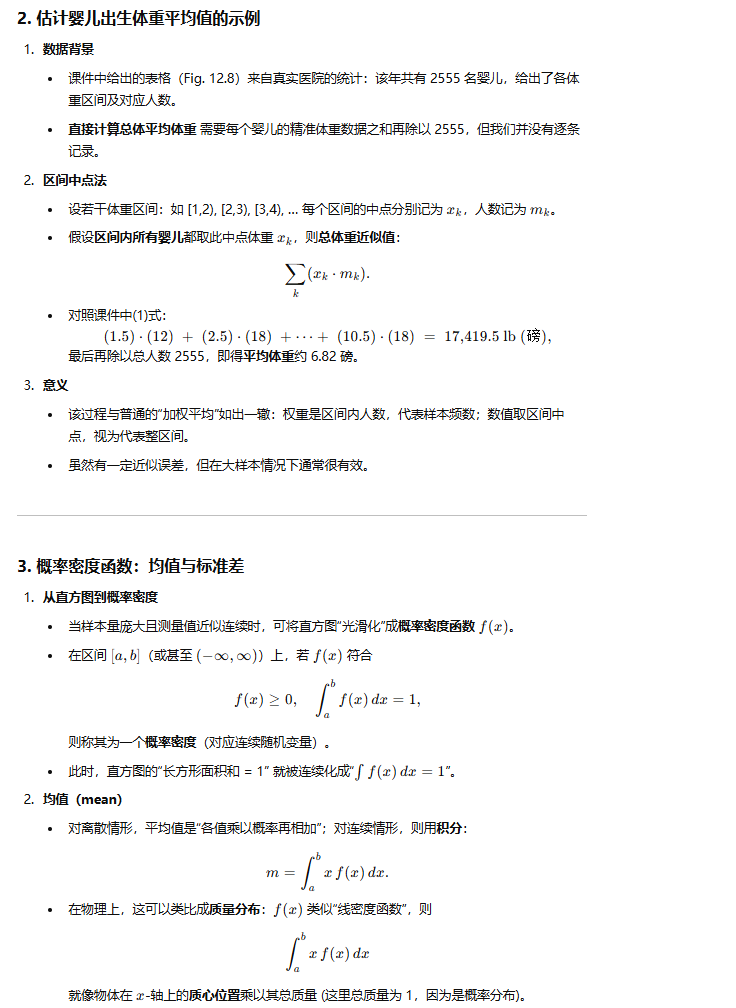 2. 估计婴儿出生体重平均值的示例
1. 数据背景
• 课件中给出的表格（Fig. 12.8）来自真实医院的统计：该年共有 2555 名婴儿，给出了各体
重区间及对应人数。
• 直接计算总体平均体重 需要每个婴儿的精准体重数据之和再除以 2555，但我们并没有逐条
记录。
2. 区间中点法
• 设若干体重区间：如 [1,2), [2,3), [3,4), … 每个区间的中点分别记为 xₖ，人数记为 mₖ。
• 假设区间内所有婴儿都取此中点体重 xₖ，则总体重近似值：
∑ₖ(xₖ · mₖ).
• 对照课件中(1)式：
(1.5) · (12) + (2.5) · (18) + ⋯ + (10.5) · (18) = 17,419.5 lb (磅),
最后再除以总人数 2555，即得平均体重约 6.82 磅。
3. 意义
• 该过程与普通的“加权平均”如出一辙：权重是区间内人数，代表样本频数；数值取区间中
点，视为代表整区间。
• 虽然有一定近似误差，但在大样本情况下通常很有效。
3. 概率密度函数：均值与标准差
1. 从直方图到概率密度
• 当样本量庞大且测量值近似连续时，可将直方图“光滑化”成概率密度函数 f(x)。
• 在区间 [a, b]（或甚至 (−∞, ∞)）上，若 f(x) 符合
f(x) ≥ 0, ∫ₐᵇ f(x) dx = 1,
则称其为一个概率密度（对应连续随机变量）。
• 此时，直方图的“长方形面积和 = 1” 就被连续化成“∫ f(x) dx = 1”。
2. 均值（mean）
• 对离散情形，平均值是“各值乘以概率再相加”；对连续情形，则用积分：
m = ∫ₐᵇ x f(x) dx.
• 在物理上，这可以类比成质量分布：f(x) 类似“线密度函数”，则
∫ₐᵇ x f(x) dx
就像物体在 x-轴上的质心位置乘以其总质量 (这里总质量为 1，因为是概率分布)。